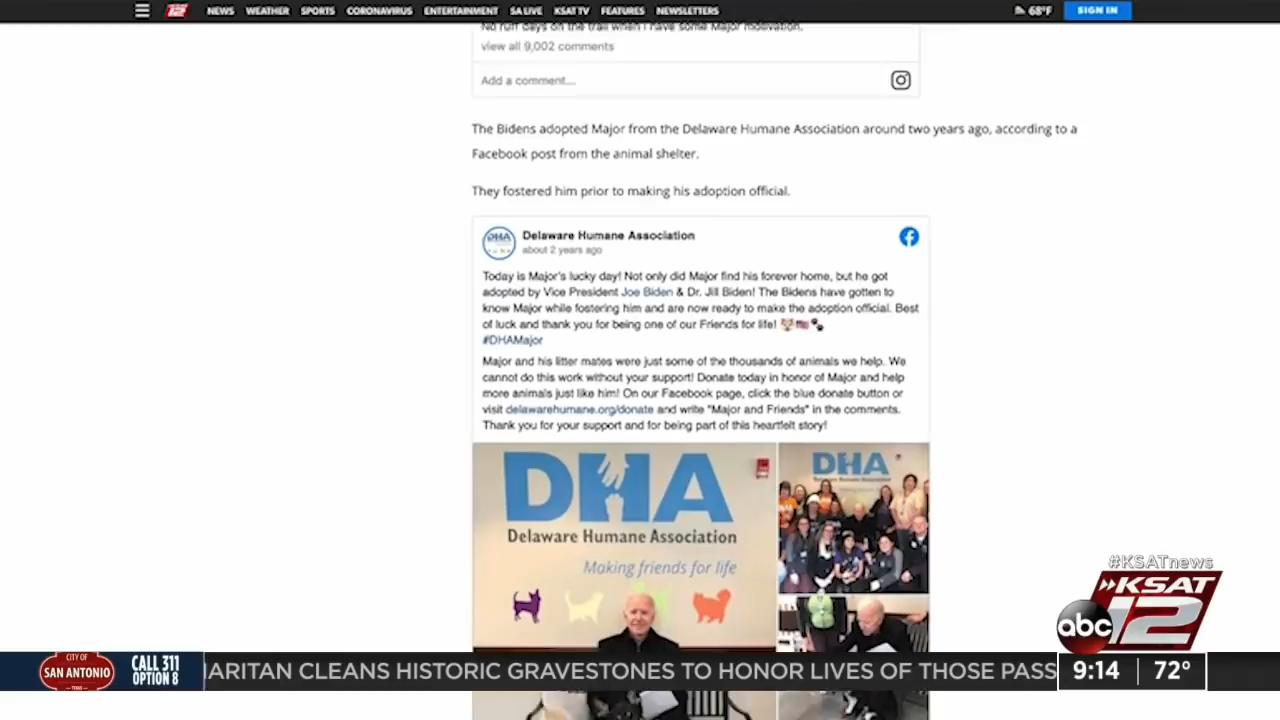 12
NEWS WEATHER SPORTS CORONAVIRUS ENTERTAINMENT SA LIVE KSAT TV FEATURES NEWSLETTERS
68°F
SIGN IN
No ruff days on the trail when I have some Major motivation.
view all 9,002 comments
Add a comment...
The Bidens adopted Major from the Delaware Humane Association around two years ago, according to a
Facebook post from the animal shelter.
They fostered him prior to making his adoption official.
DHA
Delaware Humane Association
about 2 years ago
Today is Major's lucky day! Not only did Major find his forever home, but he got
adopted by Vice President Joe Biden & Dr. Jill Biden! The Bidens have gotten to
know Major while fostering him and are now ready to make the adoption official. Best
of luck and thank you for being one of our Friends for life!
#DHAMajor
Major and his litter mates were just some of the thousands of animals we help. We
cannot do this work without your support! Donate today in honor of Major and help
more animals just like him! On our Facebook page, click the blue donate button or
visit delawarehumane.org/donate and write "Major and Friends" in the comments.
Thank you for your support and for being part of this heartfelt story!
DHA
Delaware Humane Association
Making friends for life
DHA
Delaware Humane Association
#KSATnews
KSAT
abc 12
CITY OF
SAN ANTONIO
TEXAS
CALL 311
OPTION 8
ARITAN CLEANS HISTORIC GRAVESTONES TO HONOR LIVES OF THOSE PASS
9:14 72°